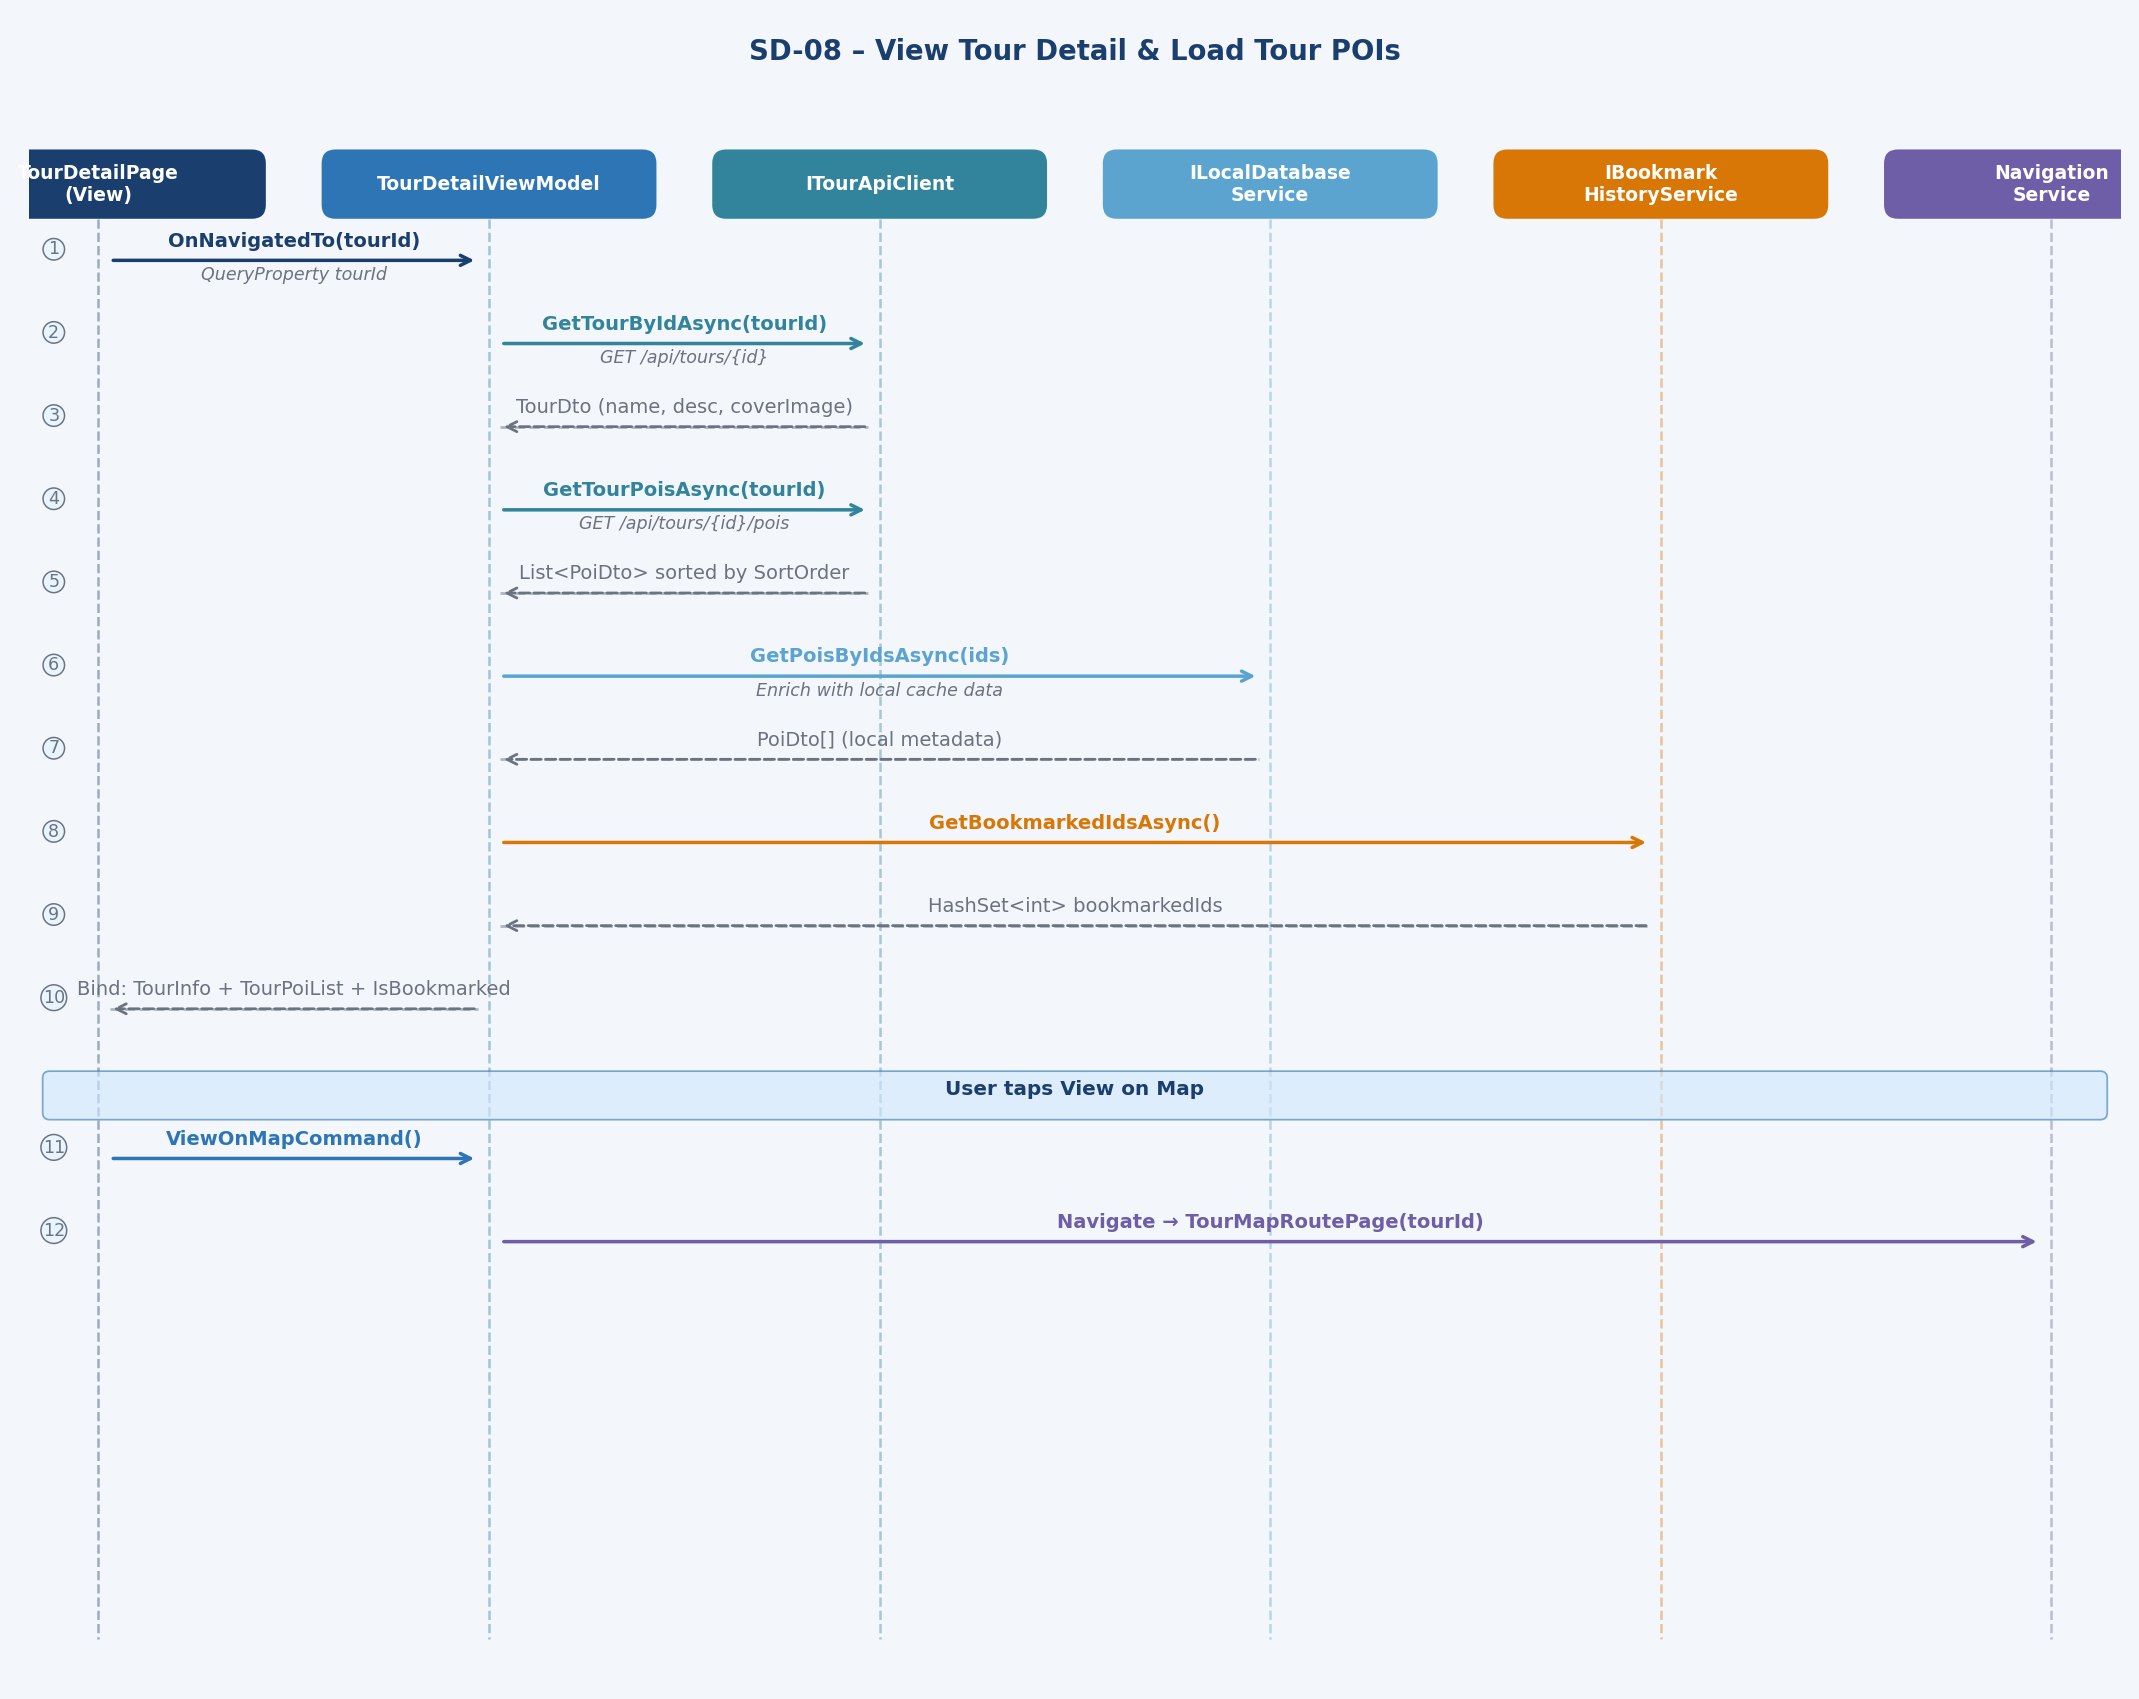 SD-08 – View Tour Detail & Load Tour POIs
TourDetailPage
(View)
TourDetailViewModel
ITourApiClient
ILocalDatabase
Service
IBookmark
HistoryService
Navigation
Service
1
OnNavigatedTo(tourId)
QueryProperty tourId
2
GetTourByIdAsync(tourId)
GET /api/tours/{id}
3
TourDto (name, desc, coverImage)
4
GetTourPoisAsync(tourId)
GET /api/tours/{id}/pois
5
List<PoiDto> sorted by SortOrder
6
GetPoisByIdsAsync(ids)
Enrich with local cache data
7
PoiDto[] (local metadata)
8
GetBookmarkedIdsAsync()
9
HashSet<int> bookmarkedIds
10
Bind: TourInfo + TourPoiList + IsBookmarked
User taps View on Map
11
ViewOnMapCommand()
12
Navigate → TourMapRoutePage(tourId)